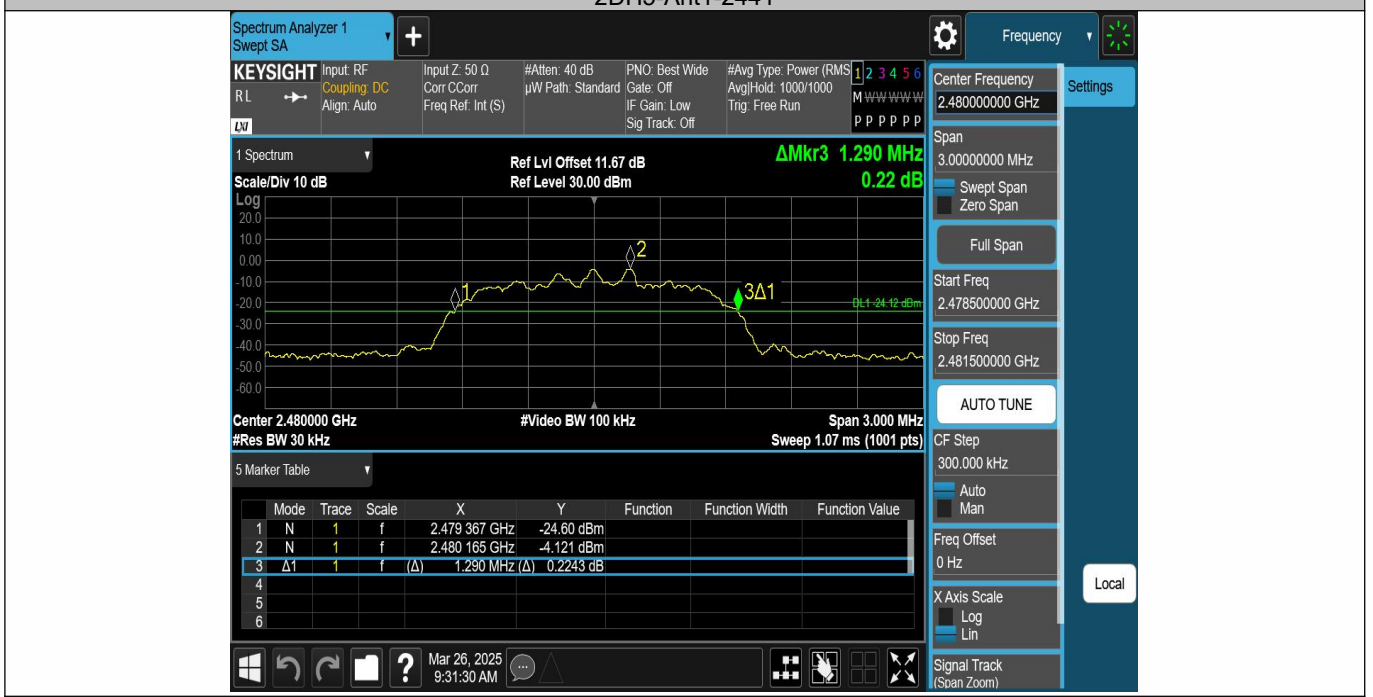 2DH5-Ant1-2441
Spectrum Analyzer 1
Swept SA
+
Frequency
KEYSIGHT
RL
LXI
Input: RF
Coupling: DC
Align: Auto
Input Z: 50 Ω
Corr CCorr
Freq Ref: Int (S)
#Atten: 40 dB
µW Path: Standard
PNO: Best Wide
Gate: Off
IF Gain: Low
Sig Track: Off
#Avg Type: Power (RMS
Avg|Hold: 1000/1000
Trig: Free Run
1 2 3 4 5 6
M W W W W W
P P P P P P
1 Spectrum
Scale/Div 10 dB
Ref Lvl Offset 11.67 dB
Ref Level 30.00 dBm
ΔMkr3 1.290 MHz
0.22 dB
Log
20.0
10.0
0.00
-10.0
-20.0
-30.0
-40.0
-50.0
-60.0
1
2
3Δ1
DL1 -24.12 dBm
Center 2.480000 GHz
#Video BW 100 kHz
Span 3.000 MHz
#Res BW 30 kHz
Sweep 1.07 ms (1001 pts)
5 Marker Table
Mode Trace Scale X Y Function Function Width Function Value
1 N 1 f 2.479 367 GHz -24.60 dBm
2 N 1 f 2.480 165 GHz -4.121 dBm
3 Δ1 1 f (Δ) 1.290 MHz (Δ) 0.2243 dB
4
5
6
?
Mar 26, 2025
9:31:30 AM
Center Frequency
2.480000000 GHz
Settings
Span
3.00000000 MHz
Swept Span
Zero Span
Full Span
Start Freq
2.478500000 GHz
Stop Freq
2.481500000 GHz
AUTO TUNE
CF Step
300.000 kHz
Auto
Man
Freq Offset
0 Hz
X Axis Scale
Log
Lin
Local
Signal Track
(Span Zoom)